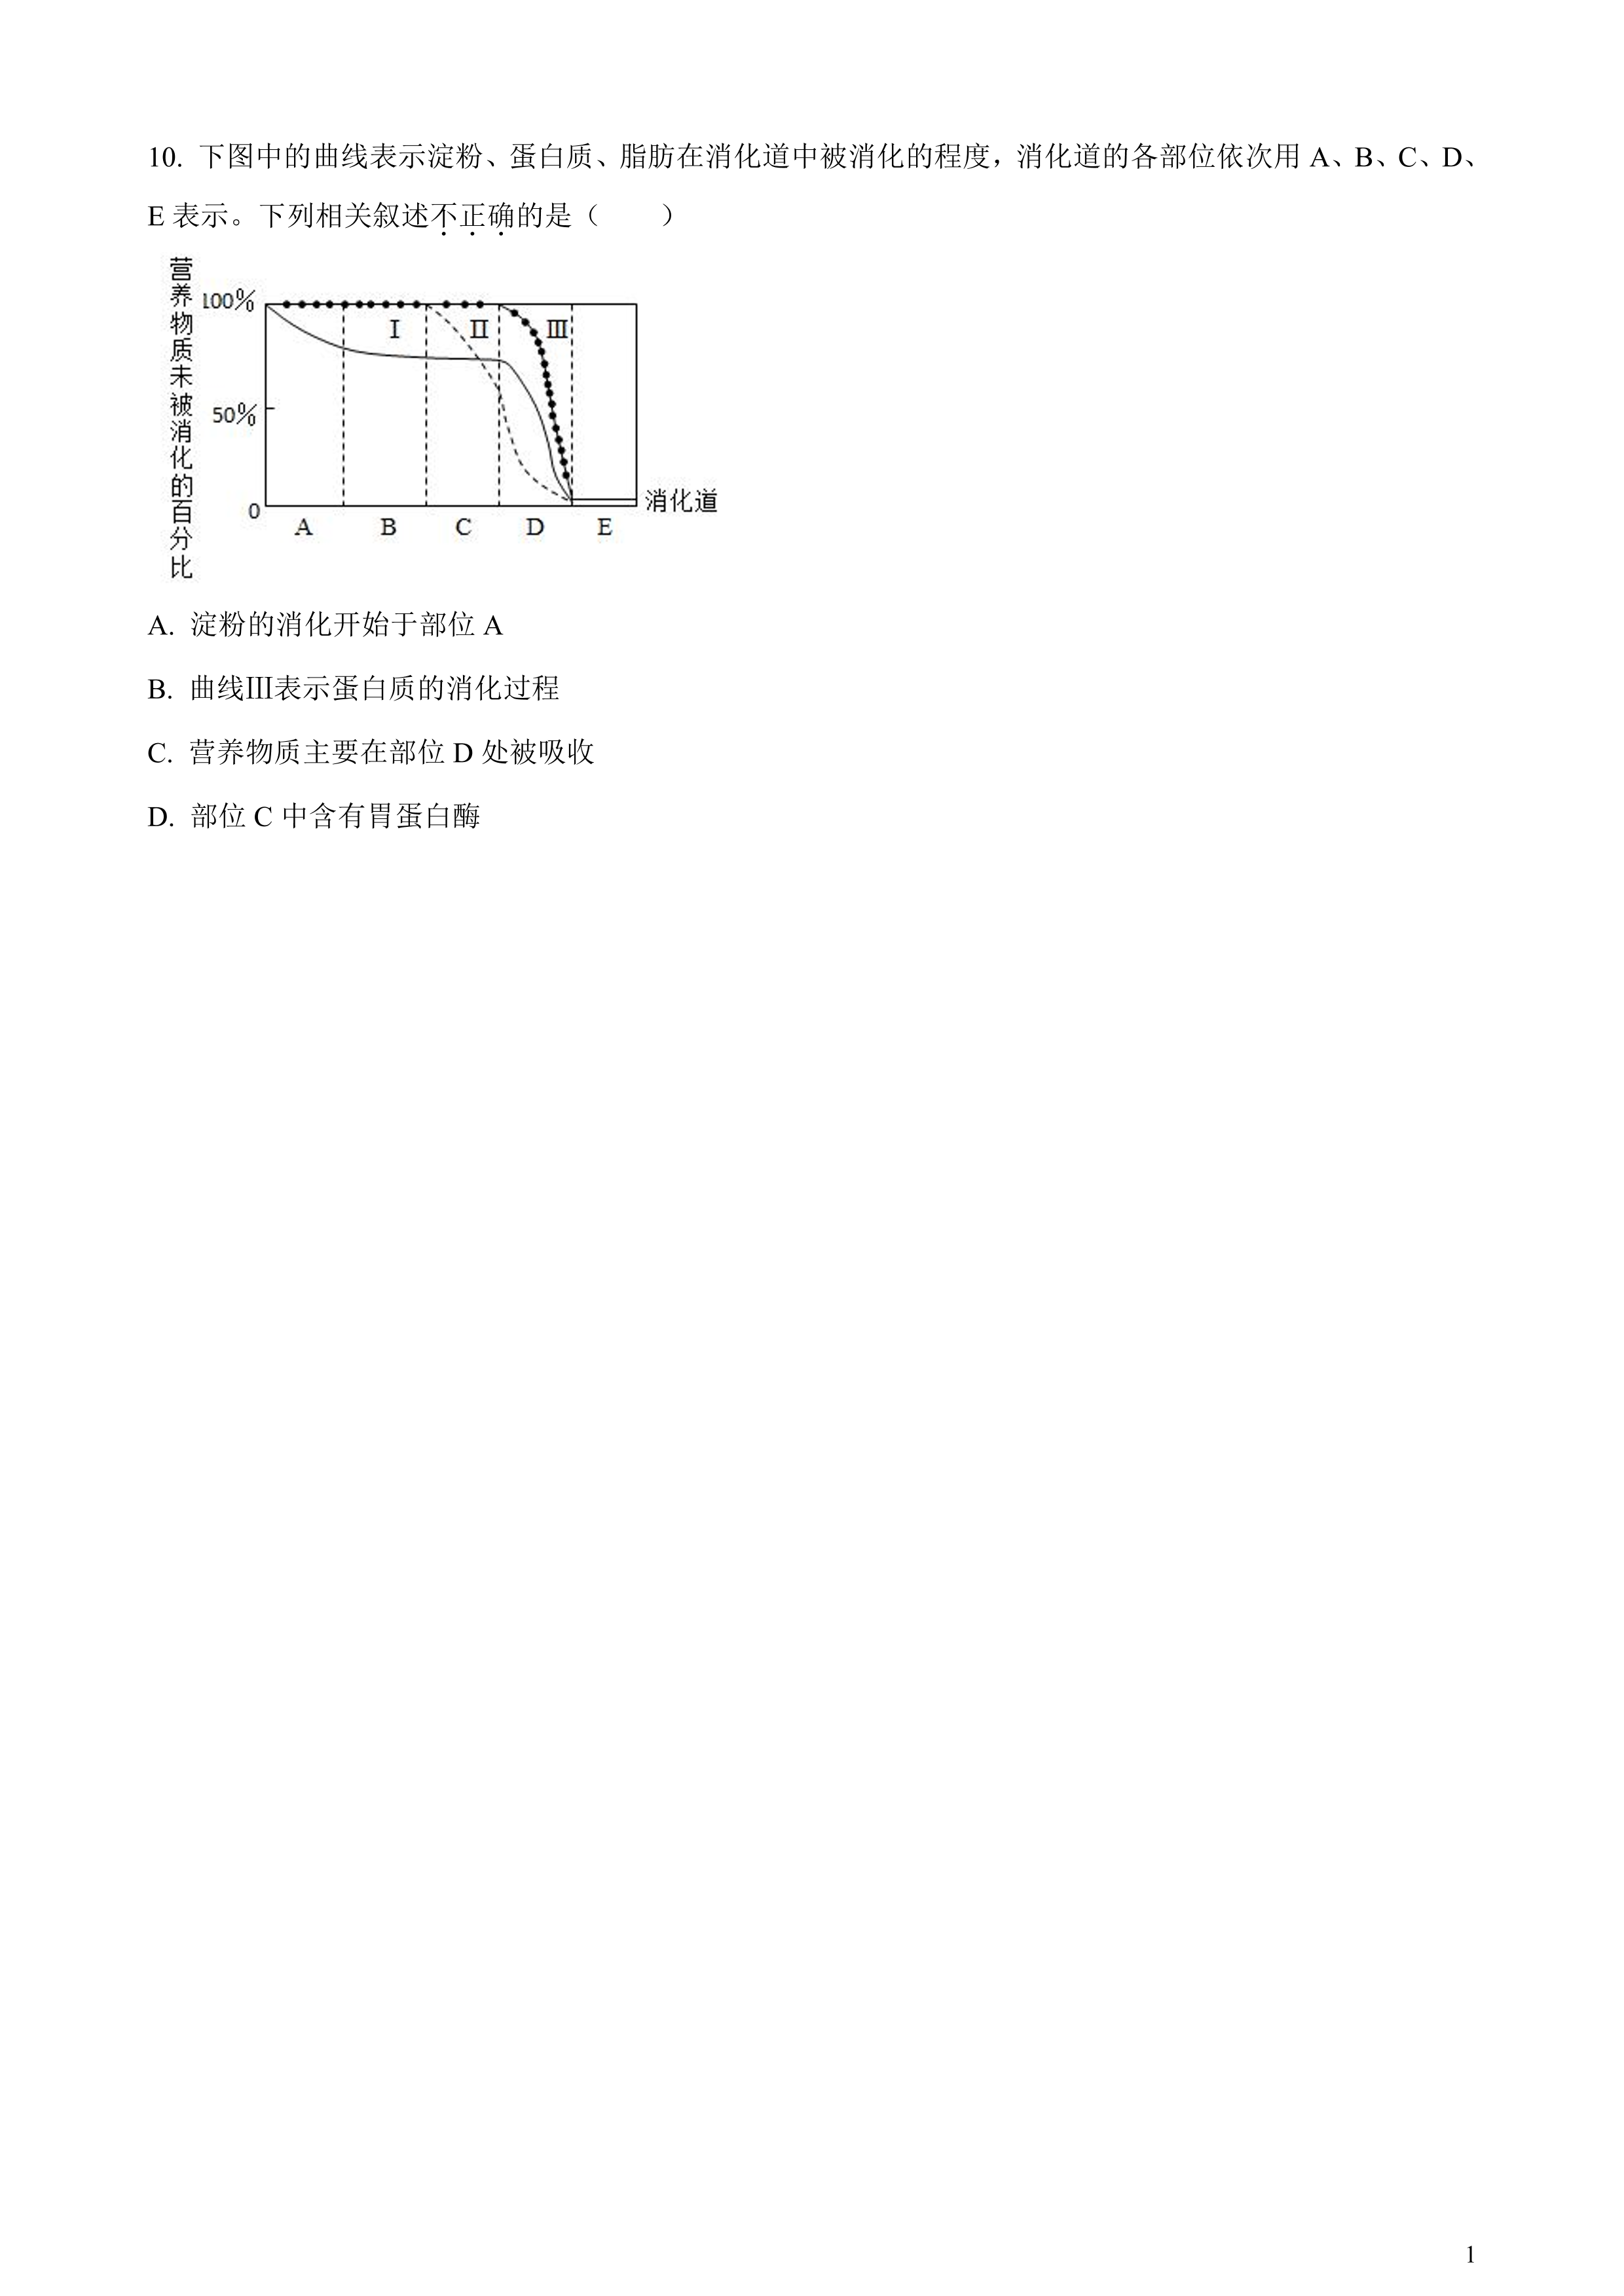 10. 下图中的曲线表示淀粉、蛋白质、脂肪在消化道中被消化的程度，消化道的各部位依次用 A、B、C、D、
E 表示。下列相关叙述不正确的是（　　）
营养物质未被消化的百分比
100%
50%
0
Ⅰ
Ⅱ
Ⅲ
A
B
C
D
E
消化道
A. 淀粉的消化开始于部位 A
B. 曲线Ⅲ表示蛋白质的消化过程
C. 营养物质主要在部位 D 处被吸收
D. 部位 C 中含有胃蛋白酶
1